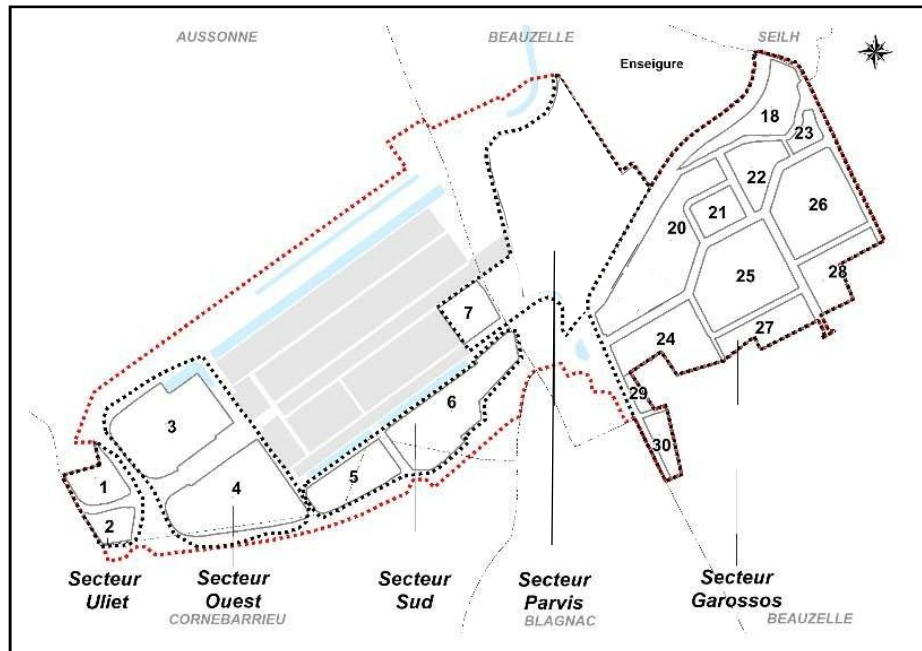 AUSSONNE
BEAUZELLE
SEILH
Enseigure
18
23
22
21
26
20
25
28
7
24
27
6
29
3
30
4
5
1
2
Secteur
Uliet
Secteur
Ouest
Secteur
Sud
Secteur
Parvis
Secteur
Garossos
CORNEBARRIEU
BLAGNAC
BEAUZELLE